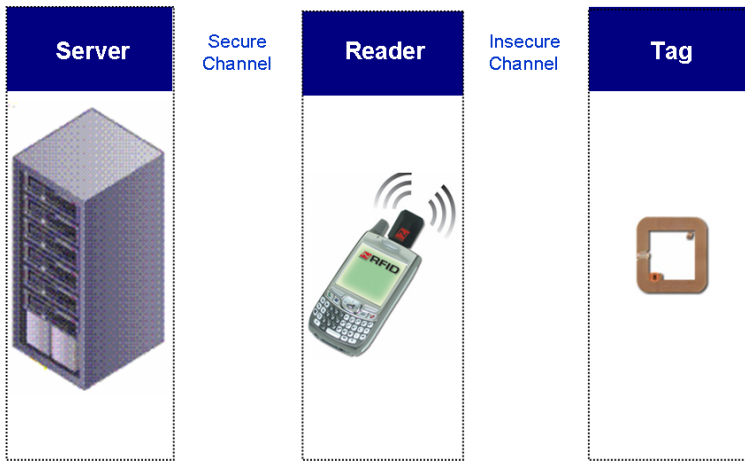 Server
Secure
Channel
Reader
Insecure
Channel
Tag
RFID